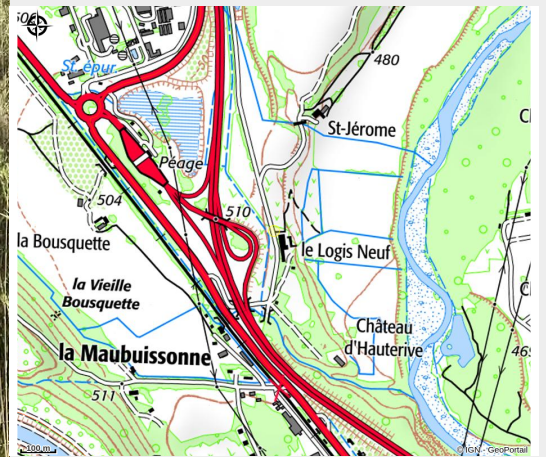 480
St. épur.
St-Jérome
Péage
504
510
la Bousquette
le Logis Neuf
la Vieille
Bousquette
Château
d'Hauterive
la Maubuissonne
511
100 m
© IGN - GeoPortail